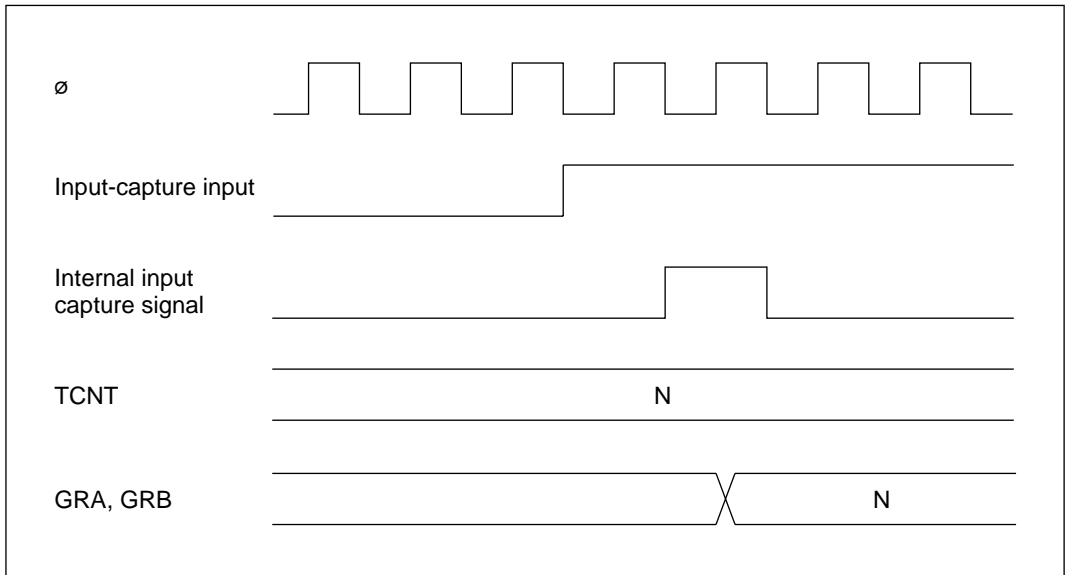 ø
Input-capture input
Internal input
capture signal
TCNT
N
GRA, GRB
N